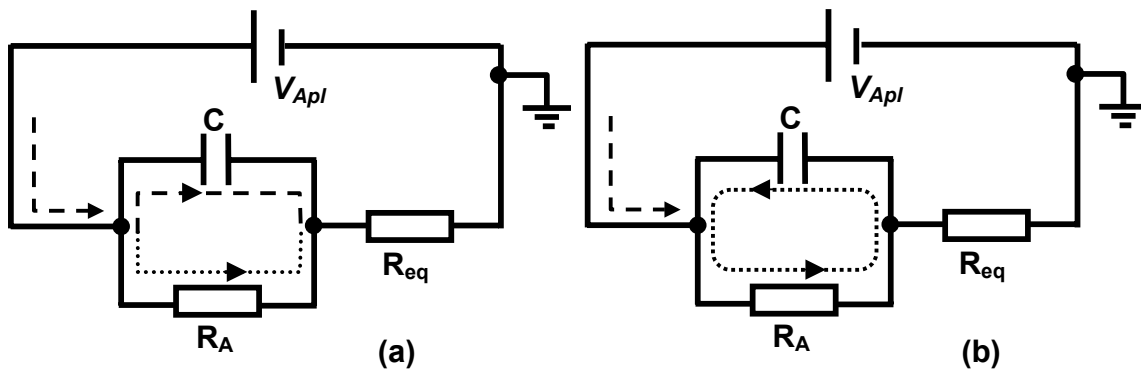 V_Apl
C
R_eq
R_A
(a)
V_Apl
C
R_eq
R_A
(b)